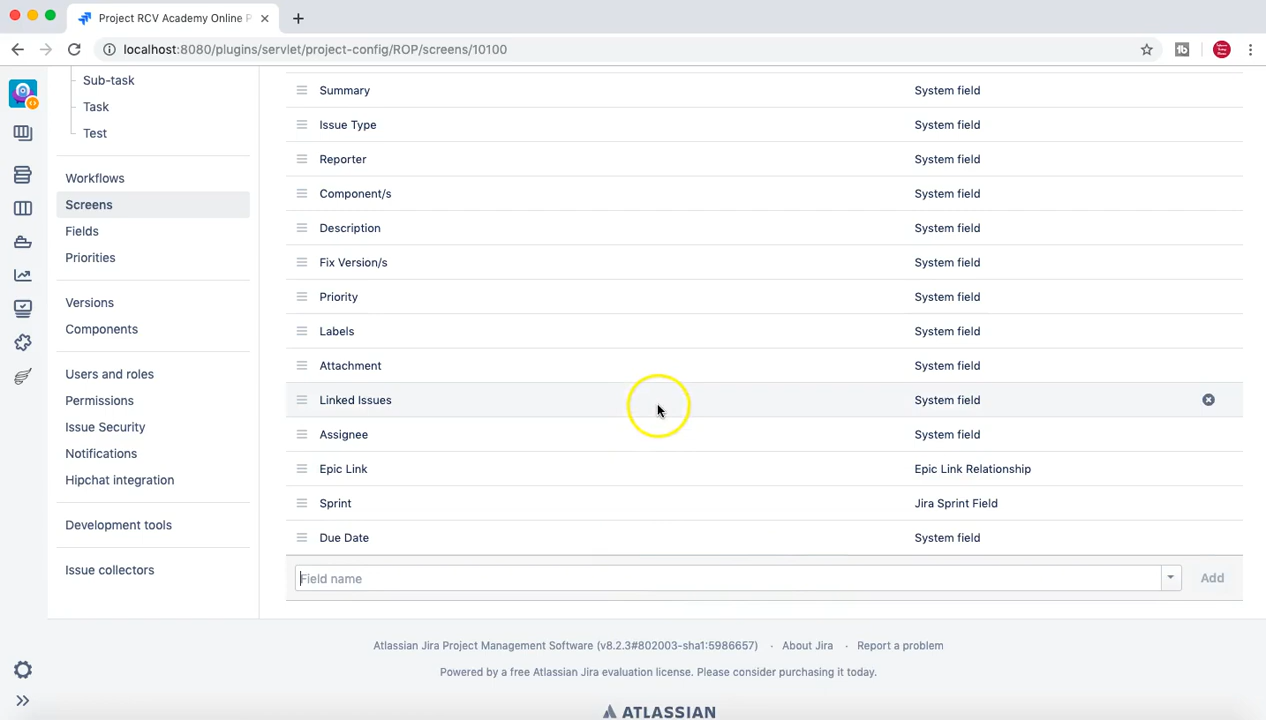 Project RCV Academy Online P
localhost:8080/plugins/servlet/project-config/ROP/screens/10100
Sub-task
Task
Test
Workflows
Screens
Fields
Priorities
Versions
Components
Users and roles
Permissions
Issue Security
Notifications
Hipchat integration
Development tools
Issue collectors
Summary System field
Issue Type System field
Reporter System field
Component/s System field
Description System field
Fix Version/s System field
Priority System field
Labels System field
Attachment System field
Linked Issues System field
Assignee System field
Epic Link Epic Link Relationship
Sprint Jira Sprint Field
Due Date System field
Field name Add
Atlassian Jira Project Management Software (v8.2.3#802003-sha1:5986657) · About Jira · Report a problem
Powered by a free Atlassian Jira evaluation license. Please consider purchasing it today.
ATLASSIAN